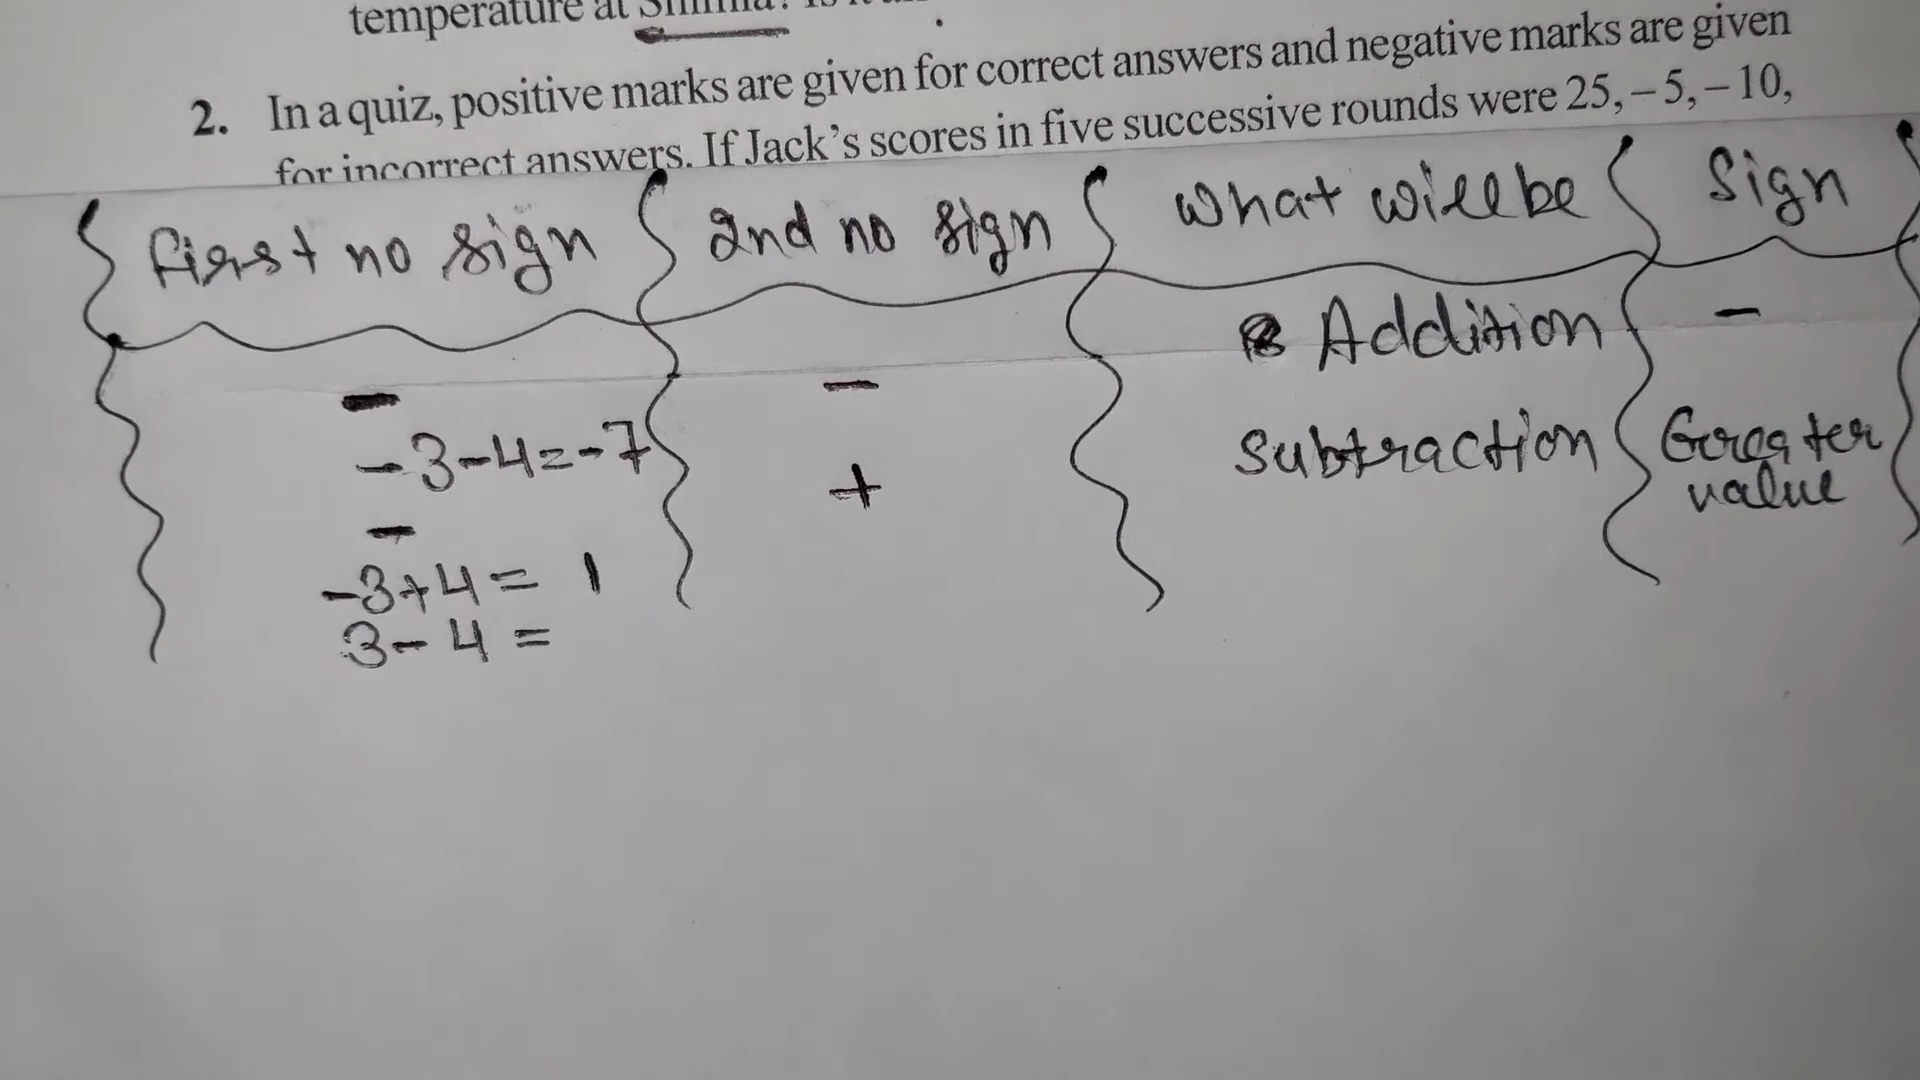 temperature at
2. In a quiz, positive marks are given for correct answers and negative marks are given
for incorrect answers. If Jack's scores in five successive rounds were 25, – 5, – 10,
first no sign 2nd no sign what will be Sign
- - Addition -
-3-4=-7
- + Subtraction Greater value
-3+4= 1
3-4 =